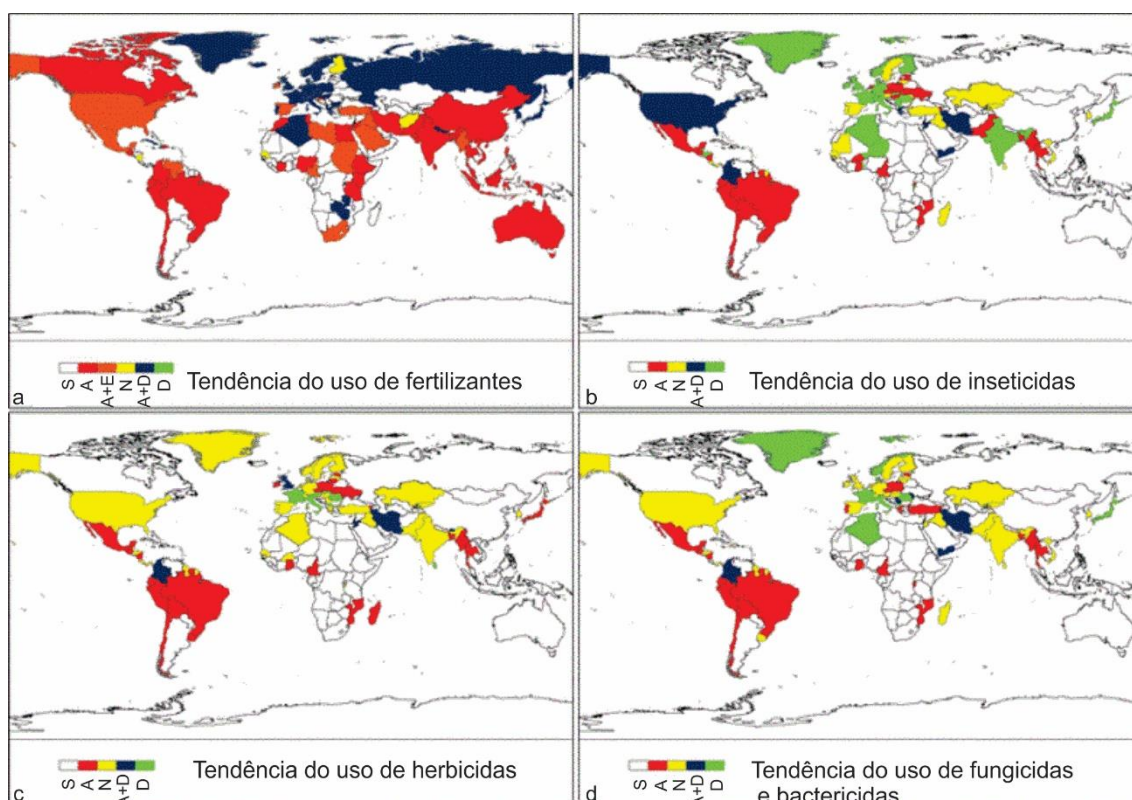 S
A
A+E
N
A+D
D
Tendência do uso de fertilizantes
a
S
A
N
A+D
D
Tendência do uso de inseticidas
b
S
A
N
A+D
D
Tendência do uso de herbicidas
c
S
A
N
A+D
D
Tendência do uso de fungicidas
e bactericidas
d